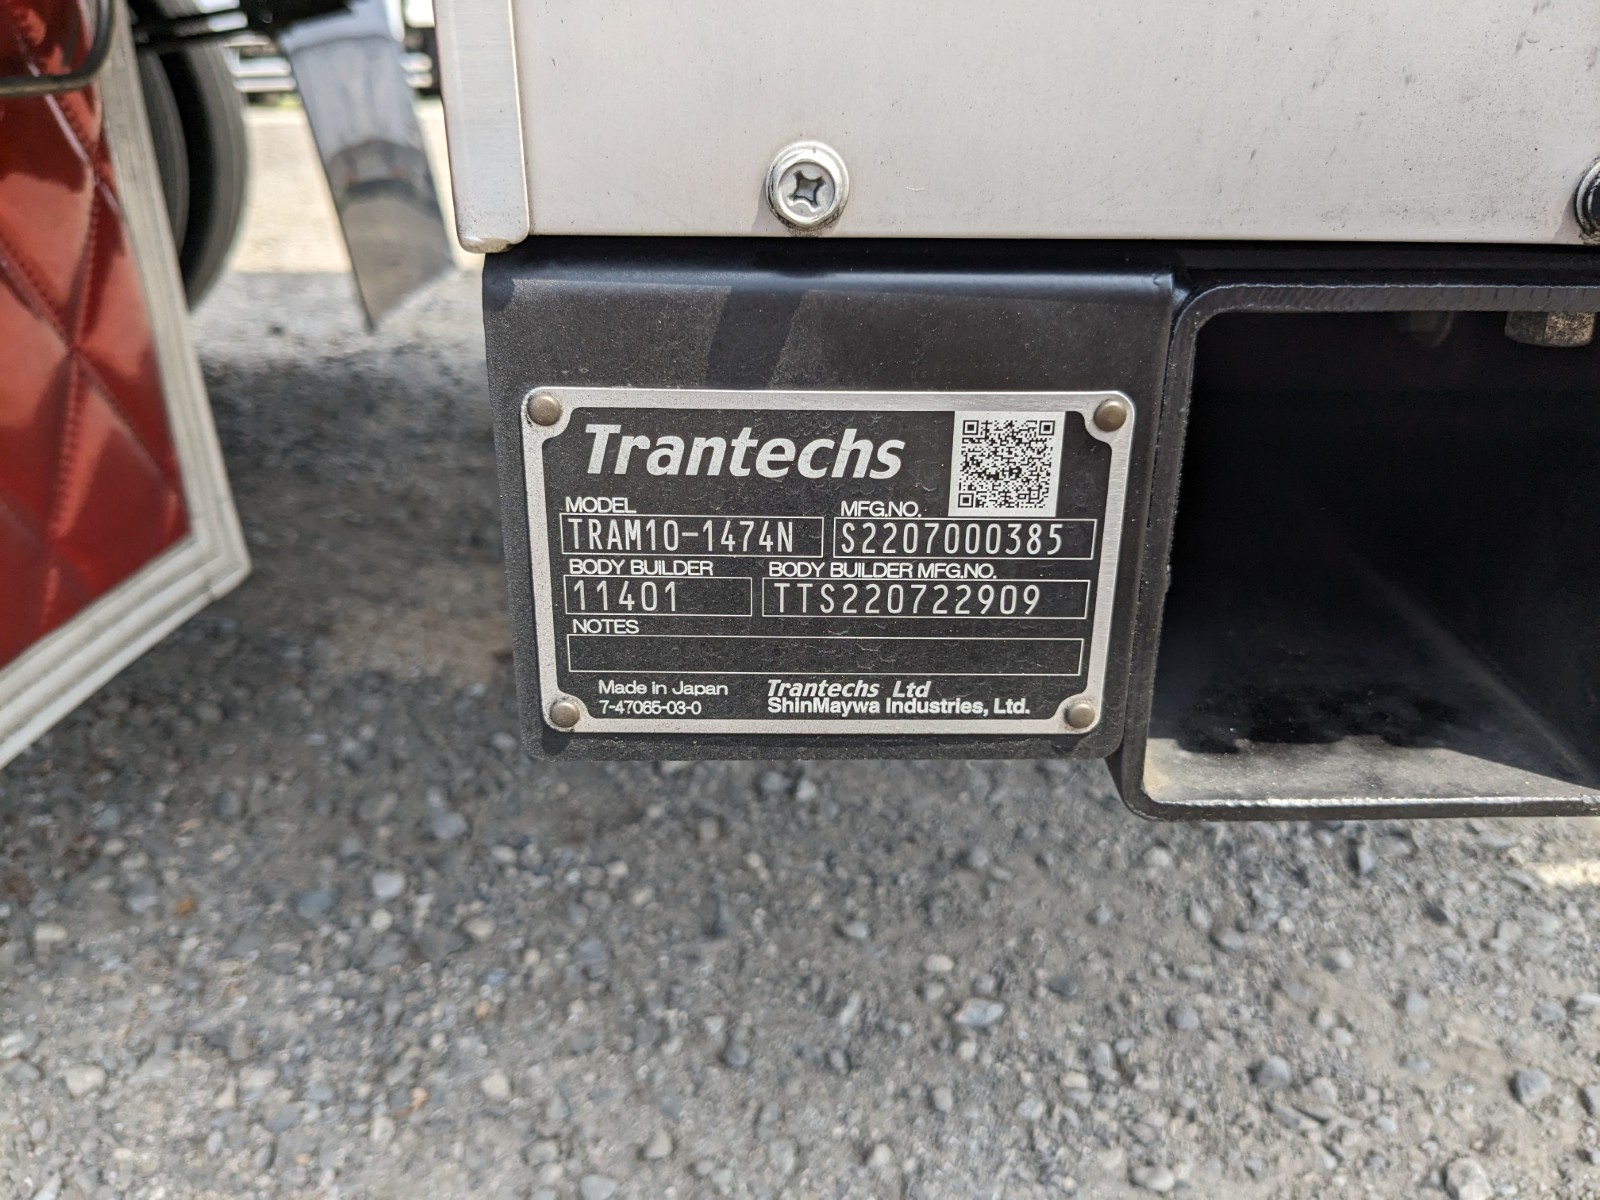 Trantechs
MODEL MFG.NO.
TRAM10-1474N S2207000385
BODY BUILDER BODY BUILDER MFG.NO.
11401 TTS220722909
NOTES
Made in Japan Trantechs Ltd
7-47065-03-0 ShinMaywa Industries, Ltd.